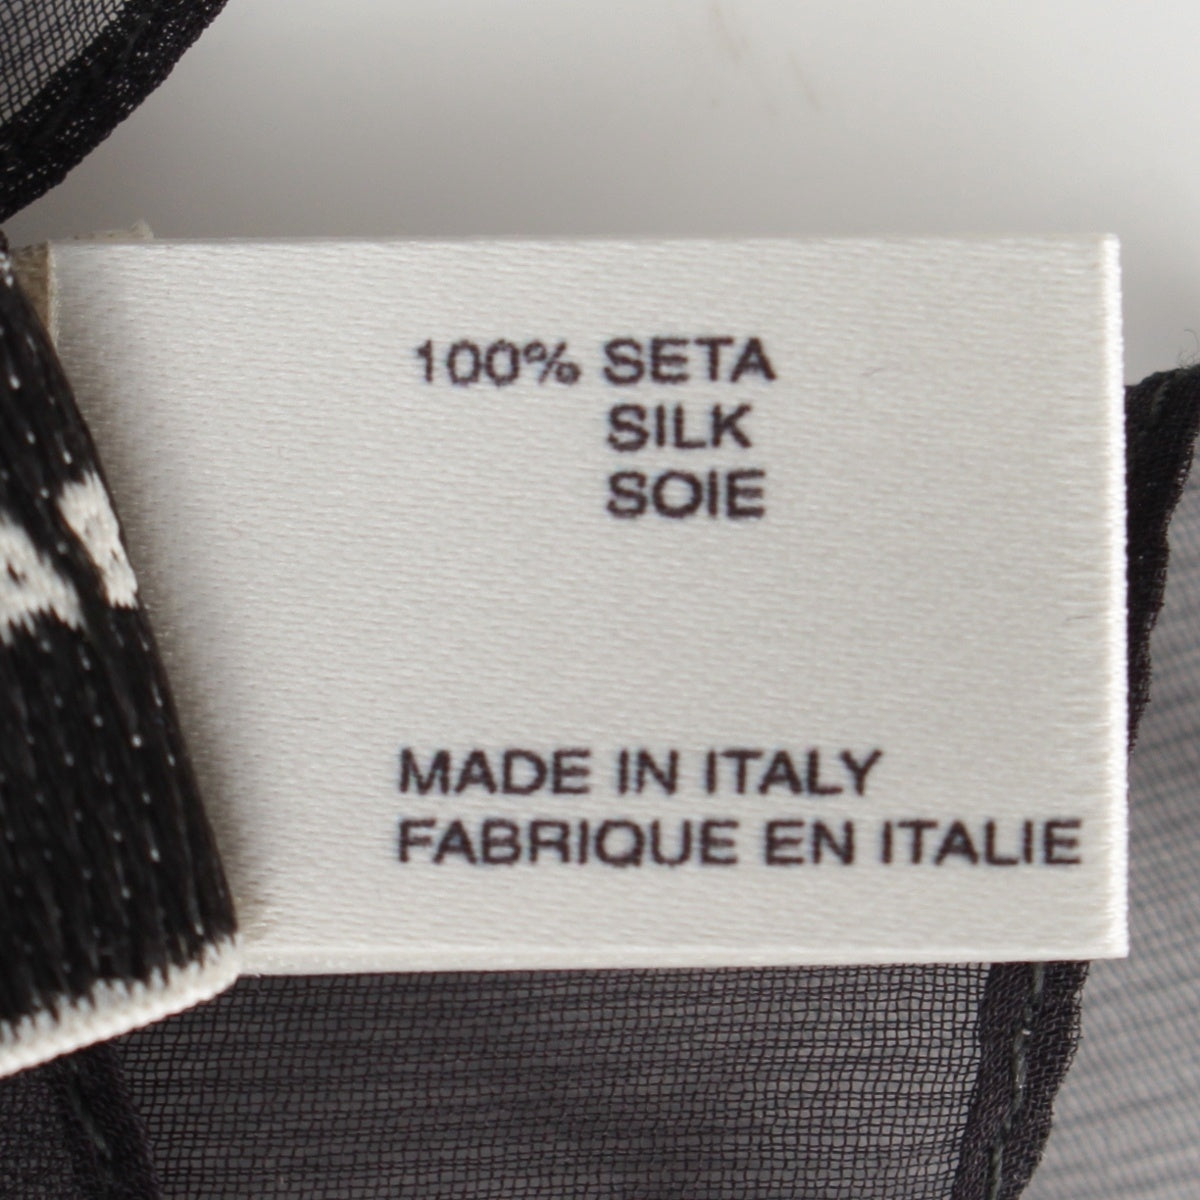 100% SETA
SILK
SOIE
MADE IN ITALY
FABRIQUE EN ITALIE